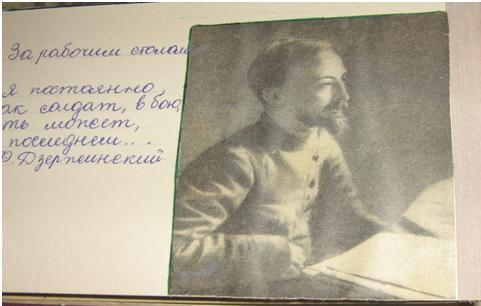 За рабочим столом
я постоянно
ак солдат, в бою,
ть может,
последнем....
Дзержинский